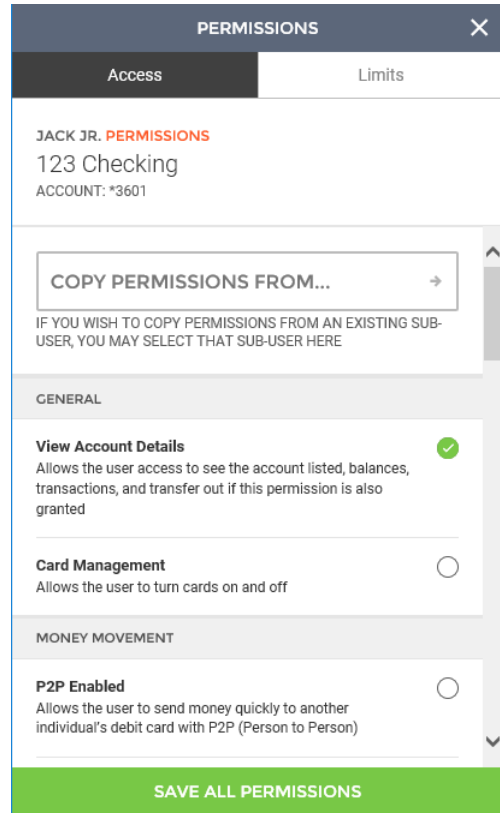 PERMISSIONS
Access
Limits
JACK JR. PERMISSIONS
123 Checking
ACCOUNT: *3601
COPY PERMISSIONS FROM...
IF YOU WISH TO COPY PERMISSIONS FROM AN EXISTING SUB-
USER, YOU MAY SELECT THAT SUB-USER HERE
GENERAL
View Account Details
Allows the user access to see the account listed, balances,
transactions, and transfer out if this permission is also
granted
Card Management
Allows the user to turn cards on and off
MONEY MOVEMENT
P2P Enabled
Allows the user to send money quickly to another
individual's debit card with P2P (Person to Person)
SAVE ALL PERMISSIONS